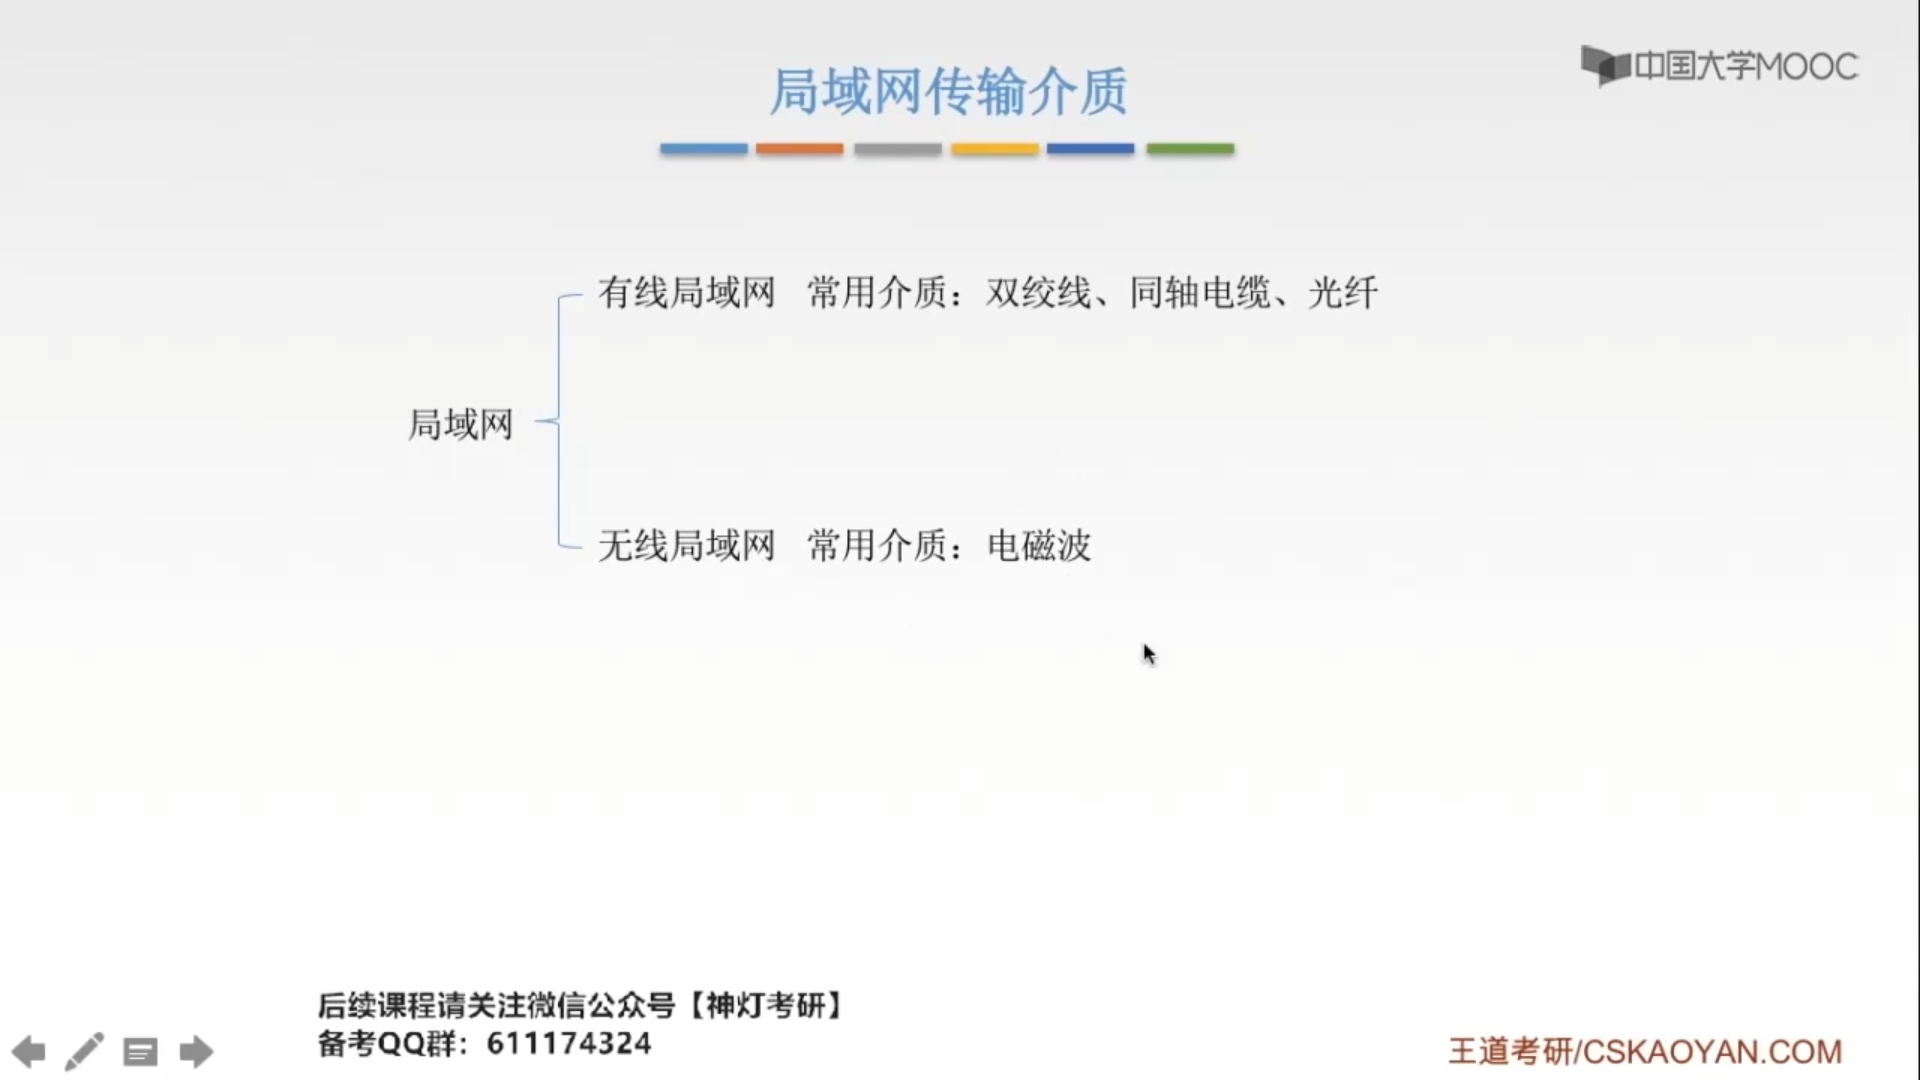 局域网传输介质
中国大学MOOC
有线局域网 常用介质：双绞线、同轴电缆、光纤
局域网
无线局域网 常用介质：电磁波
后续课程请关注微信公众号【神灯考研】
备考QQ群：611174324
王道考研/CSKAOYAN.COM